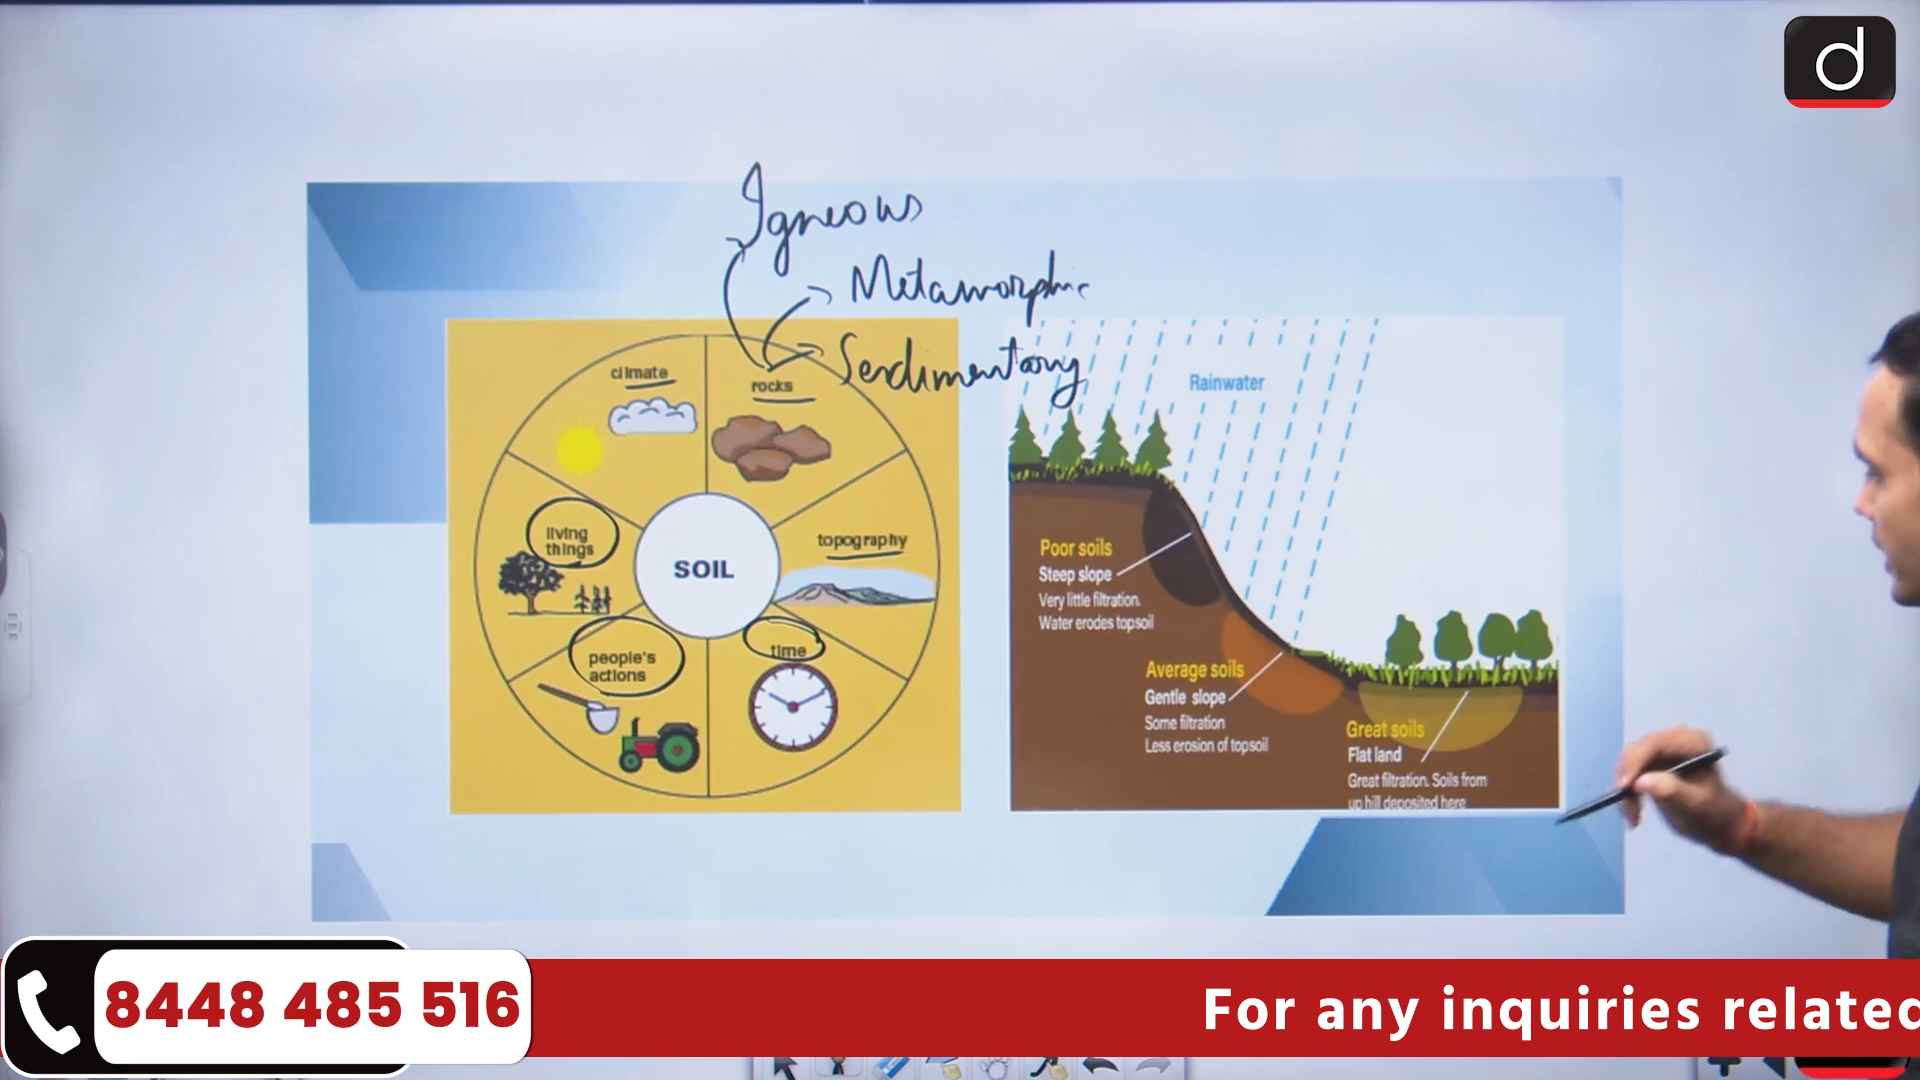 d
Igneous
Metamorphic
Sedimentary
climate
rocks
living
things
topography
SOIL
people's
actions
time
Rainwater
Poor soils
Steep slope
Very little filtration.
Water erodes topsoil
Average soils
Gentle slope
Some filtration
Less erosion of topsoil
Great soils
Flat land
Great filtration. Soils from
up hill deposited here
8448 485 516
For any inquiries related